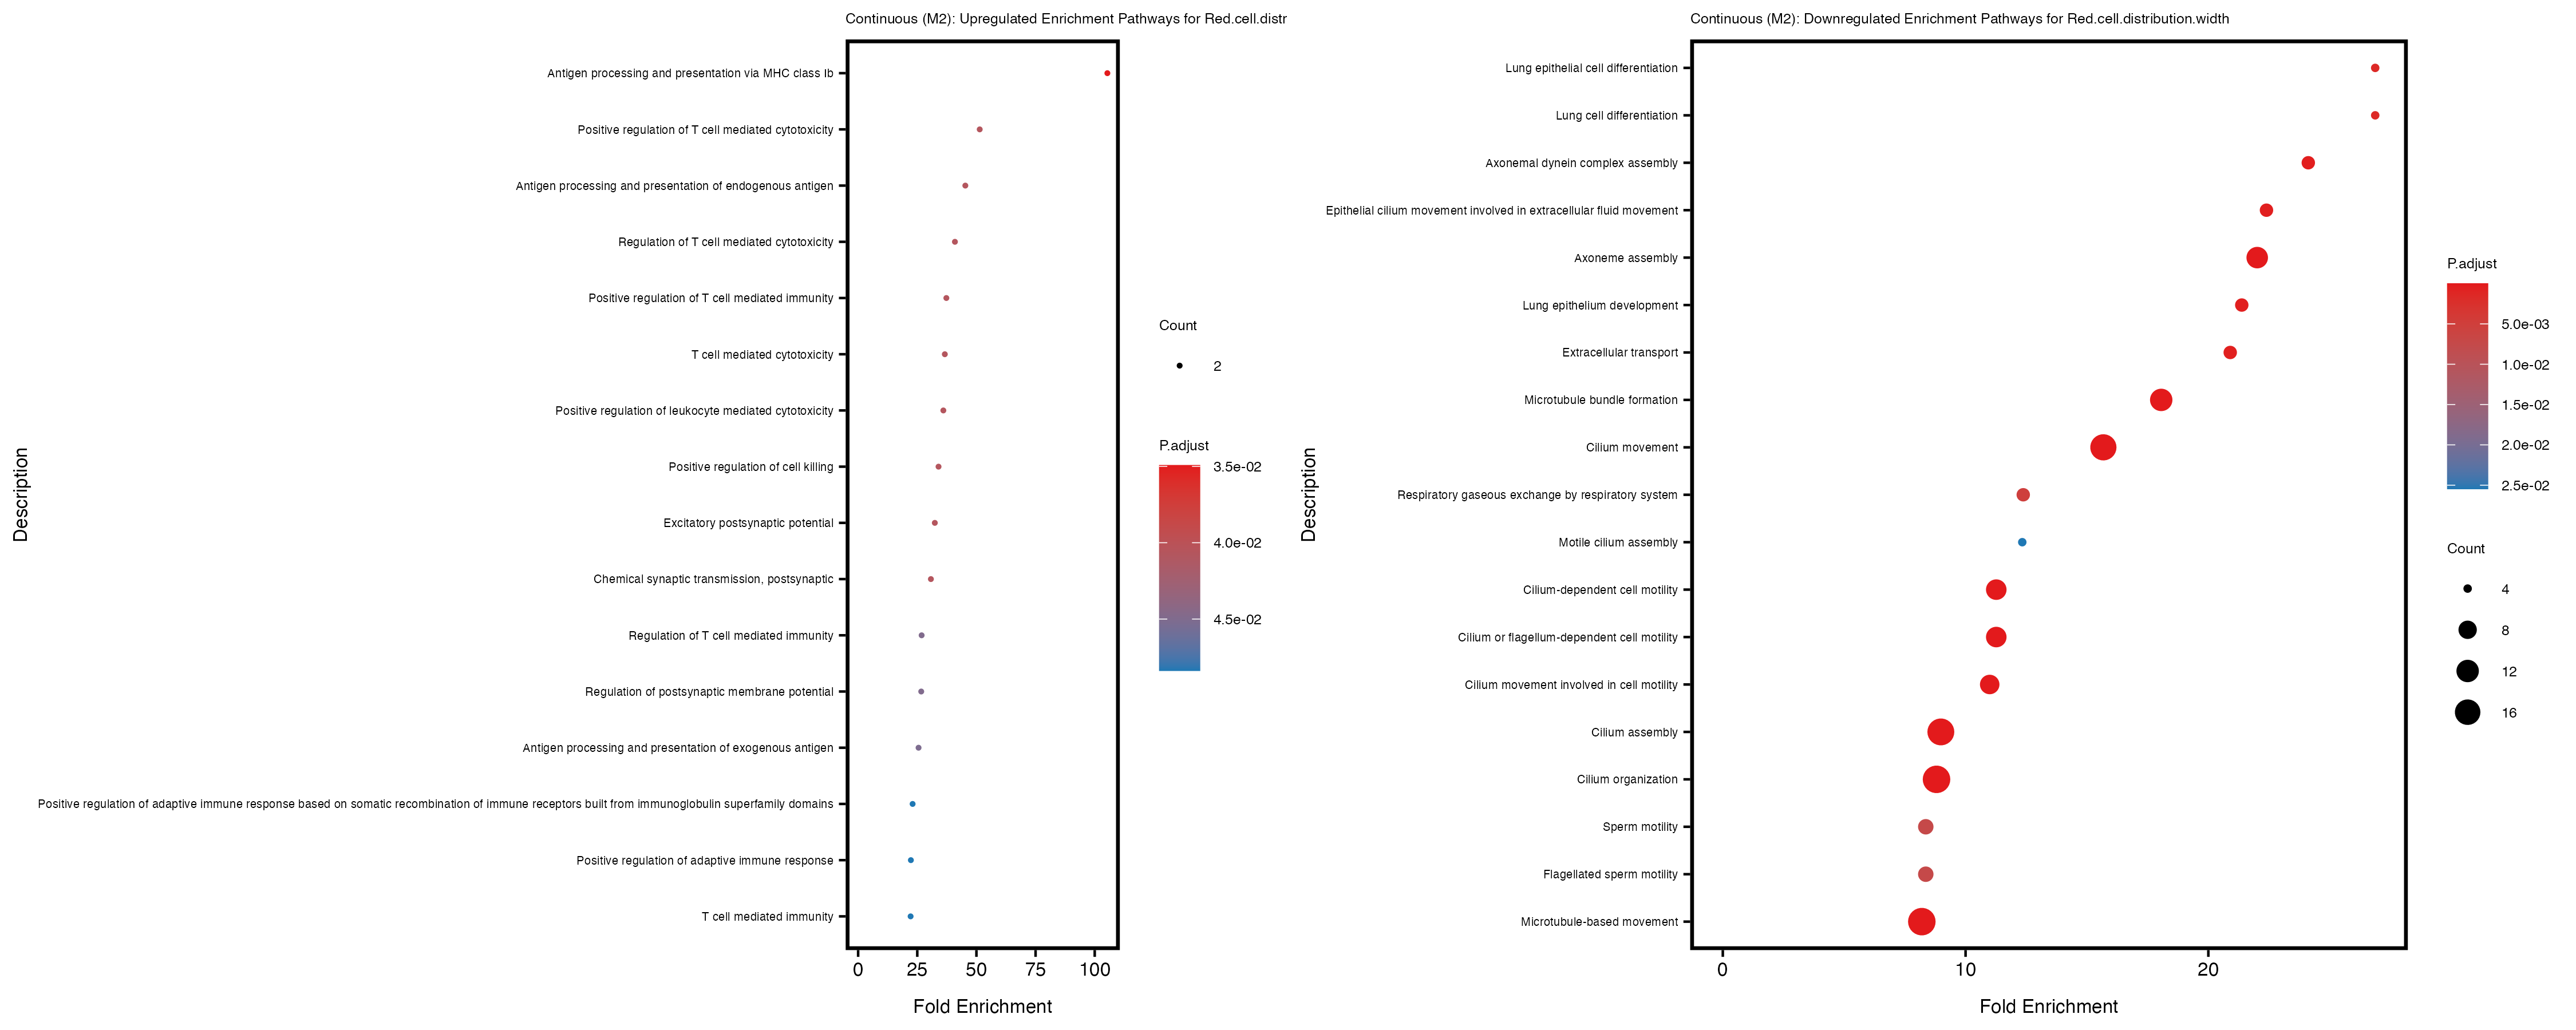 Continuous (M2): Upregulated Enrichment Pathways for Red.cell.distr
Description
Antigen processing and presentation via MHC class Ib
Positive regulation of T cell mediated cytotoxicity
Antigen processing and presentation of endogenous antigen
Regulation of T cell mediated cytotoxicity
Positive regulation of T cell mediated immunity
T cell mediated cytotoxicity
Positive regulation of leukocyte mediated cytotoxicity
Positive regulation of cell killing
Excitatory postsynaptic potential
Chemical synaptic transmission, postsynaptic
Regulation of T cell mediated immunity
Regulation of postsynaptic membrane potential
Antigen processing and presentation of exogenous antigen
Positive regulation of adaptive immune response based on somatic recombination of immune receptors built from immunoglobulin superfamily domains
Positive regulation of adaptive immune response
T cell mediated immunity
0 25 50 75 100
Fold Enrichment
Count
2
P.adjust
3.5e-02
4.0e-02
4.5e-02
Continuous (M2): Downregulated Enrichment Pathways for Red.cell.distribution.width
Description
Lung epithelial cell differentiation
Lung cell differentiation
Axonemal dynein complex assembly
Epithelial cilium movement involved in extracellular fluid movement
Axoneme assembly
Lung epithelium development
Extracellular transport
Microtubule bundle formation
Cilium movement
Respiratory gaseous exchange by respiratory system
Motile cilium assembly
Cilium-dependent cell motility
Cilium or flagellum-dependent cell motility
Cilium movement involved in cell motility
Cilium assembly
Cilium organization
Sperm motility
Flagellated sperm motility
Microtubule-based movement
0 10 20
Fold Enrichment
P.adjust
5.0e-03
1.0e-02
1.5e-02
2.0e-02
2.5e-02
Count
4
8
12
16